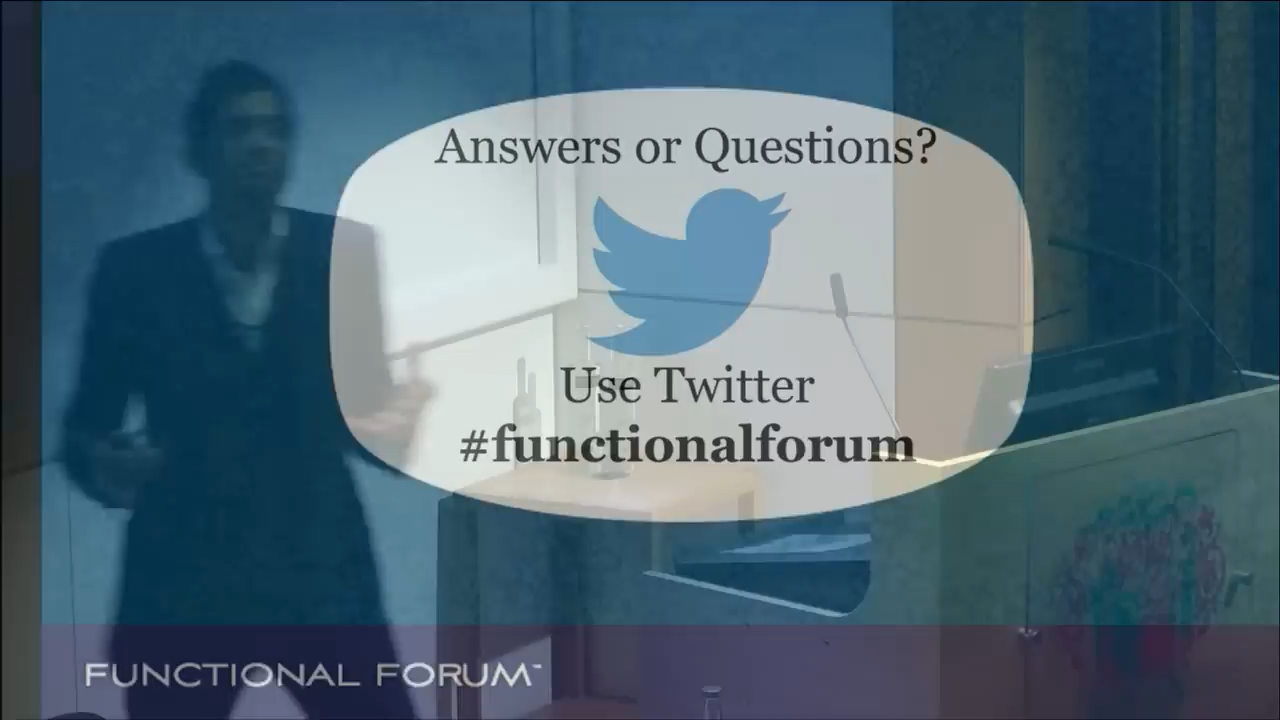 Answers or Questions?
Use Twitter
#functionalforum
FUNCTIONAL FORUM™